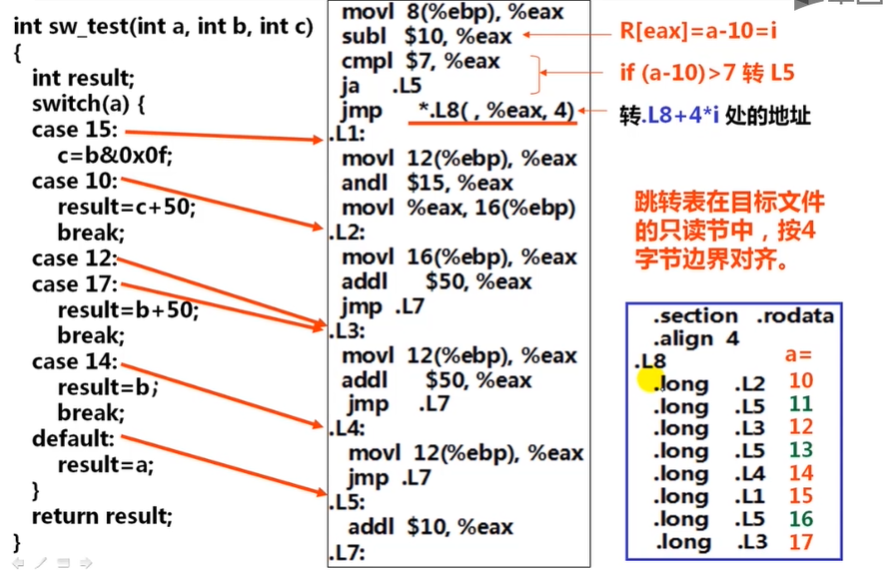 int sw_test(int a, int b, int c)
{
int result;
switch(a) {
case 15:
c=b&0x0f;
case 10:
result=c+50;
break;
case 12:
case 17:
result=b+50;
break;
case 14:
result=b;
break;
default:
result=a;
}
return result;
}
movl 8(%ebp), %eax
subl $10, %eax
cmpl $7, %eax
ja .L5
jmp *.L8( , %eax, 4)
.L1:
movl 12(%ebp), %eax
andl $15, %eax
movl %eax, 16(%ebp)
.L2:
movl 16(%ebp), %eax
addl $50, %eax
jmp .L7
.L3:
movl 12(%ebp), %eax
addl $50, %eax
jmp .L7
.L4:
movl 12(%ebp), %eax
jmp .L7
.L5:
addl $10, %eax
.L7:
R[eax]=a-10=i
if (a-10)>7 转 L5
转.L8+4*i 处的地址
跳转表在目标文件
的只读节中，按4
字节边界对齐。
.section .rodata
.align 4
.L8 a=
.long .L2 10
.long .L5 11
.long .L3 12
.long .L5 13
.long .L4 14
.long .L1 15
.long .L5 16
.long .L3 17